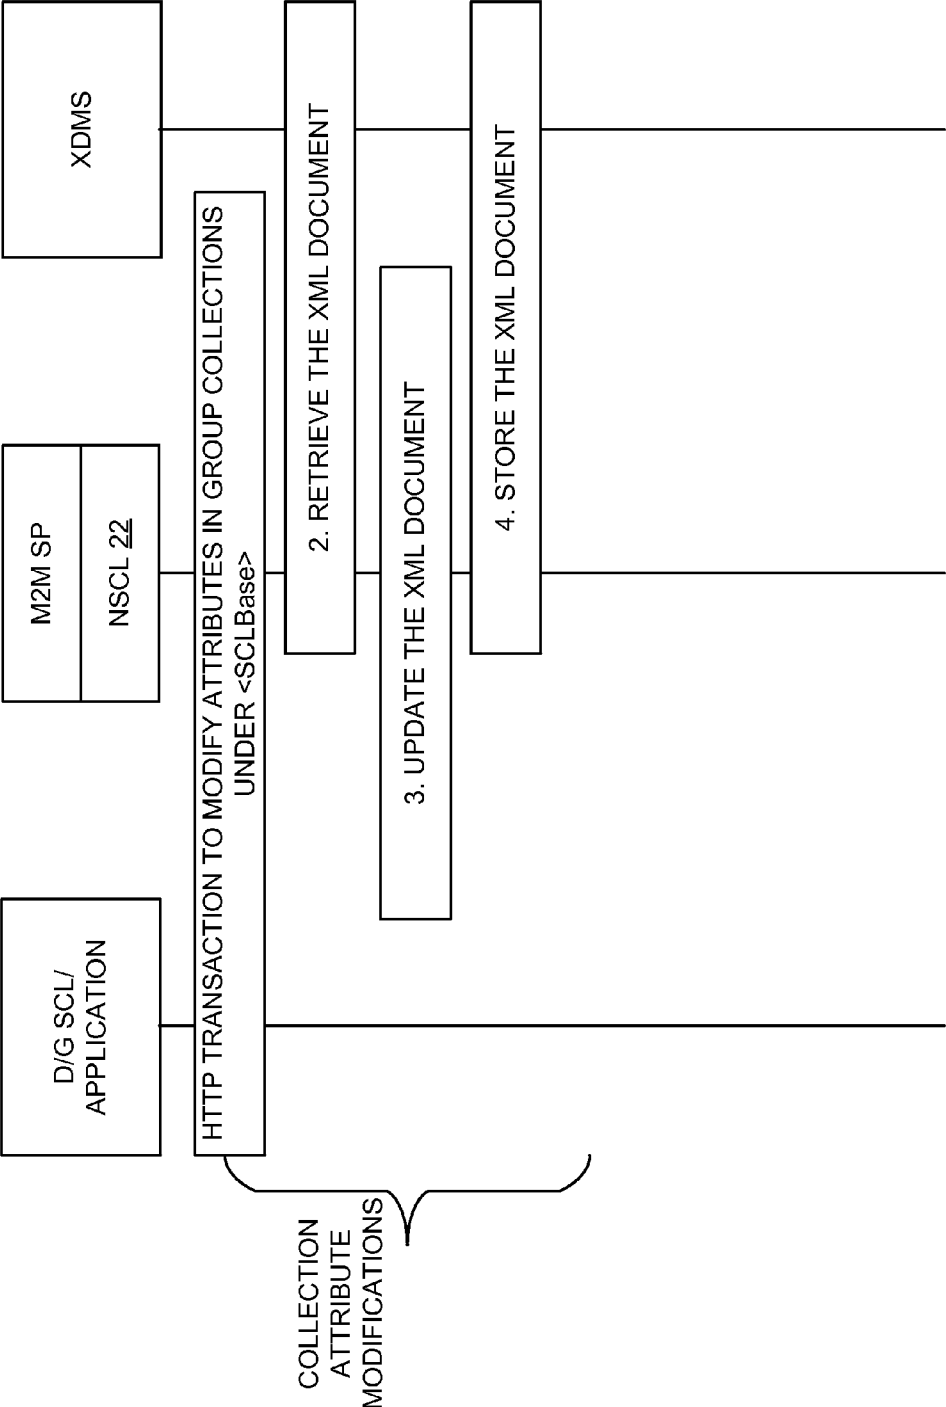 D/G SCL/
APPLICATION
M2M SP
NSCL 22
XDMS
HTTP TRANSACTION TO MODIFY ATTRIBUTES IN GROUP COLLECTIONS
UNDER <SCLBase>
2. RETRIEVE THE XML DOCUMENT
3. UPDATE THE XML DOCUMENT
4. STORE THE XML DOCUMENT
COLLECTION
ATTRIBUTE
MODIFICATIONS